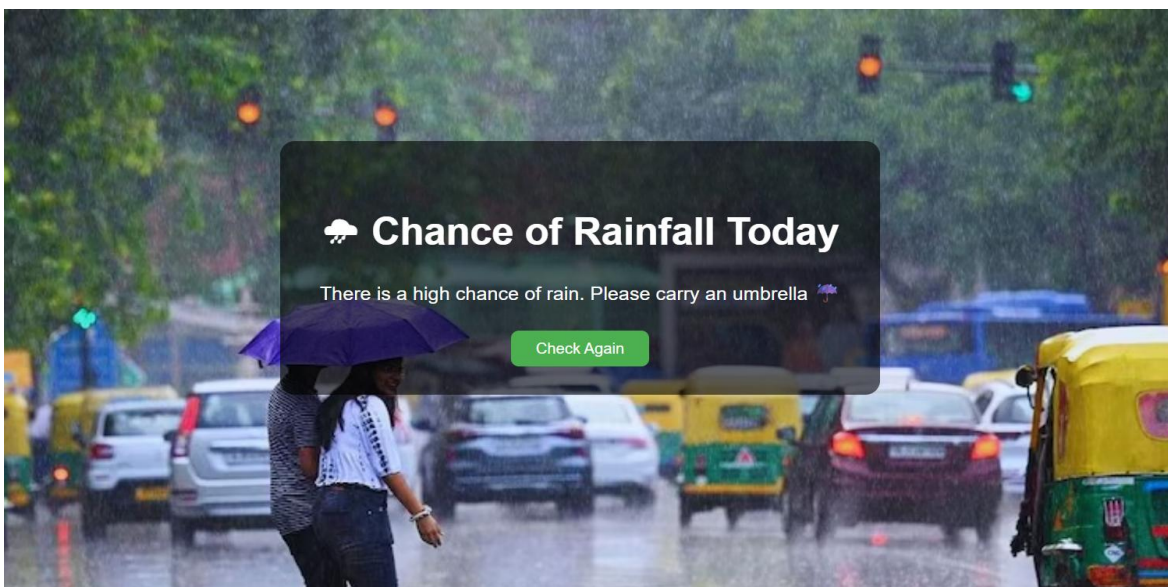 🌧 Chance of Rainfall Today
There is a high chance of rain. Please carry an umbrella ☔
Check Again